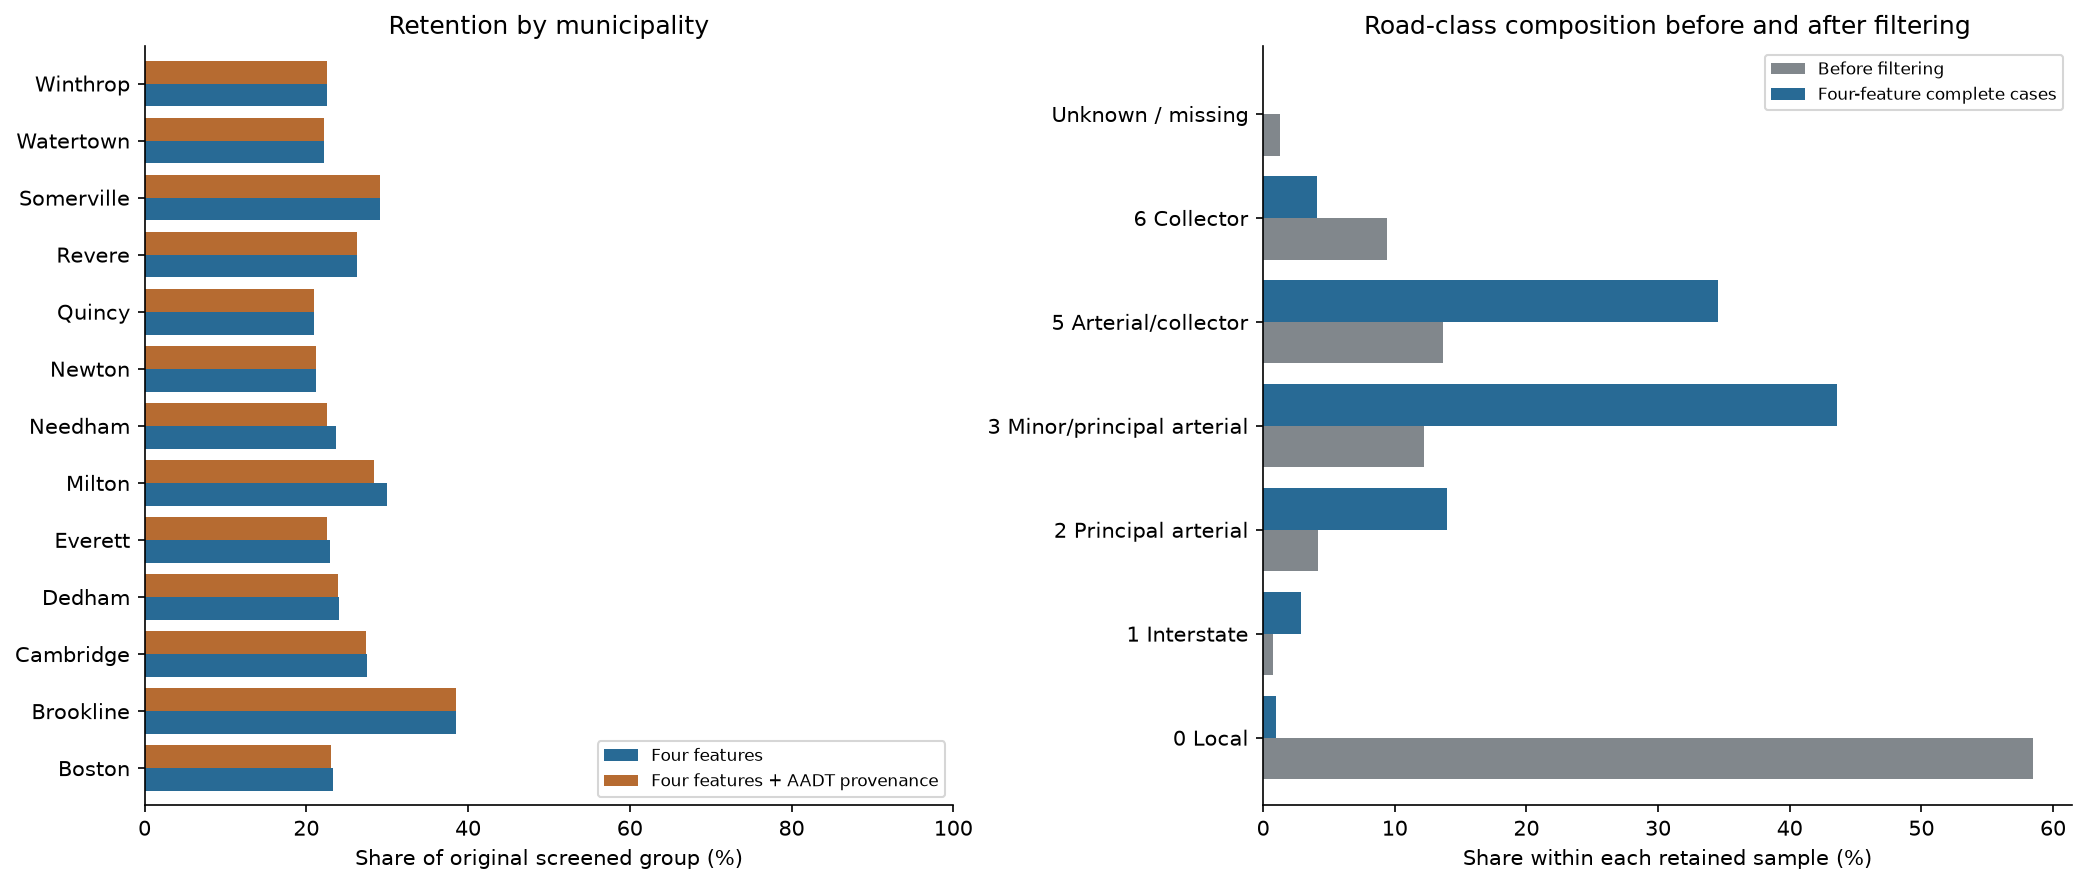 Retention by municipality
Winthrop
Watertown
Somerville
Revere
Quincy
Newton
Needham
Milton
Everett
Dedham
Cambridge
Brookline
Boston
Four features
Four features + AADT provenance
0 20 40 60 80 100
Share of original screened group (%)
Road-class composition before and after filtering
Before filtering
Four-feature complete cases
Unknown / missing
6 Collector
5 Arterial/collector
3 Minor/principal arterial
2 Principal arterial
1 Interstate
0 Local
0 10 20 30 40 50 60
Share within each retained sample (%)